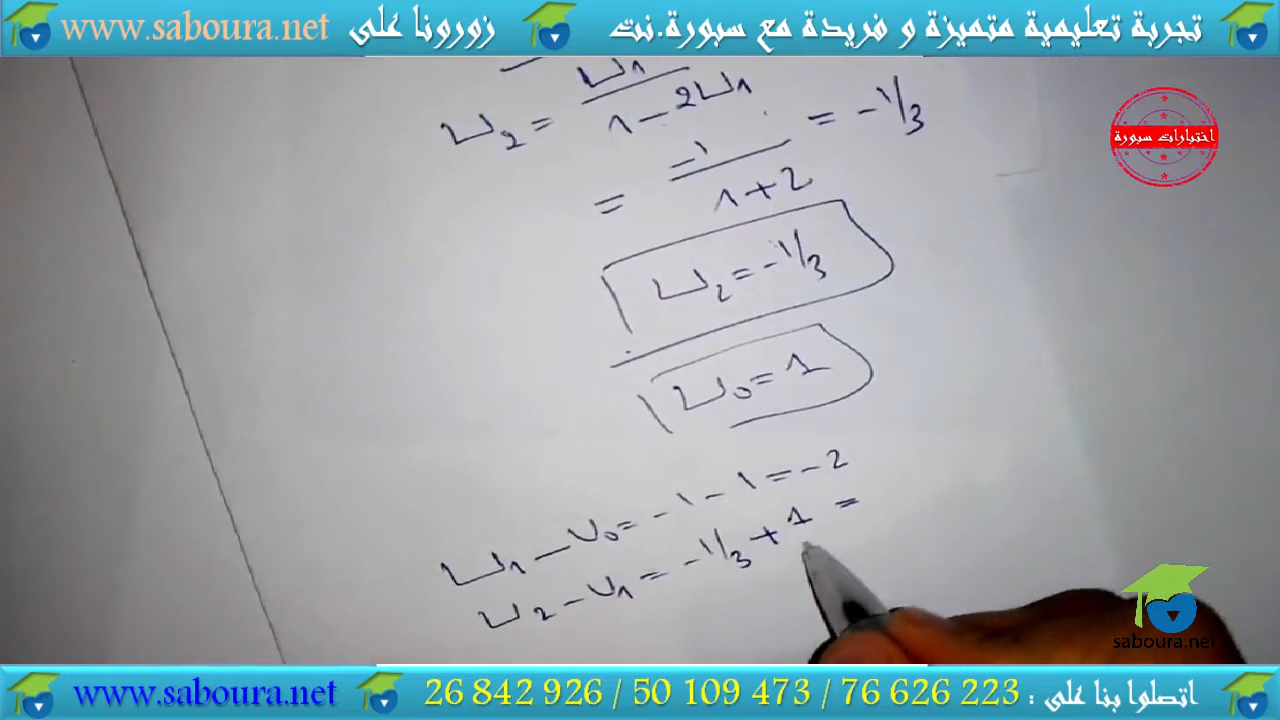 تجربة تعليمية متميزة و فريدة مع سبورة.نت زورونا على www.saboura.net
اختبارات سبورة
U₂ = U₁ / (1 - 2U₁)
= -1 / (1 + 2) = -1/3
U₂ = -1/3
U₀ = 1
U₁ - U₀ = -1 - 1 = -2
U₂ - U₁ = -1/3 + 1 =
saboura.net
اتصلوا بنا على : 76 626 223 / 50 109 473 / 26 842 926 www.saboura.net